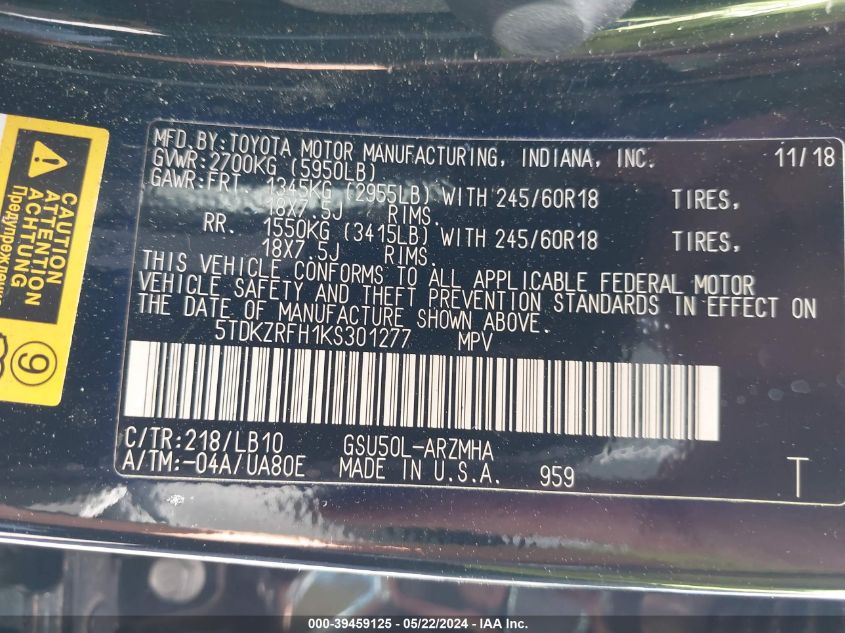 MFD.BY:TOYOTA MOTOR MANUFACTURING, INDIANA, INC. 11/18
GVWR:2700KG (5950LB)
GAWR:FRT. 1345KG (2955LB) WITH 245/60R18 TIRES,
18X7.5J RIMS.
RR. 1550KG (3415LB) WITH 245/60R18 TIRES,
18X7.5J RIMS.
THIS VEHICLE CONFORMS TO ALL APPLICABLE FEDERAL MOTOR
VEHICLE SAFETY AND THEFT PREVENTION STANDARDS IN EFFECT ON
THE DATE OF MANUFACTURE SHOWN ABOVE.
5TDKZRFH1KS301277 MPV
C/TR:218/LB10 GSU50L-ARZMHA
A/TM:-04A/UA80E MADE IN U.S.A. 959 T
CAUTION
ATTENTION
ACHTUNG
9
000-39459125 - 05/22/2024 - IAA Inc.